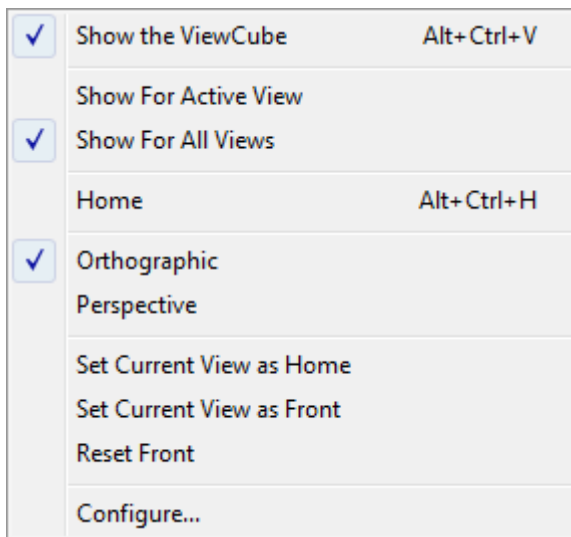 Show the ViewCube Alt+Ctrl+V
Show For Active View
Show For All Views
Home Alt+Ctrl+H
Orthographic
Perspective
Set Current View as Home
Set Current View as Front
Reset Front
Configure...